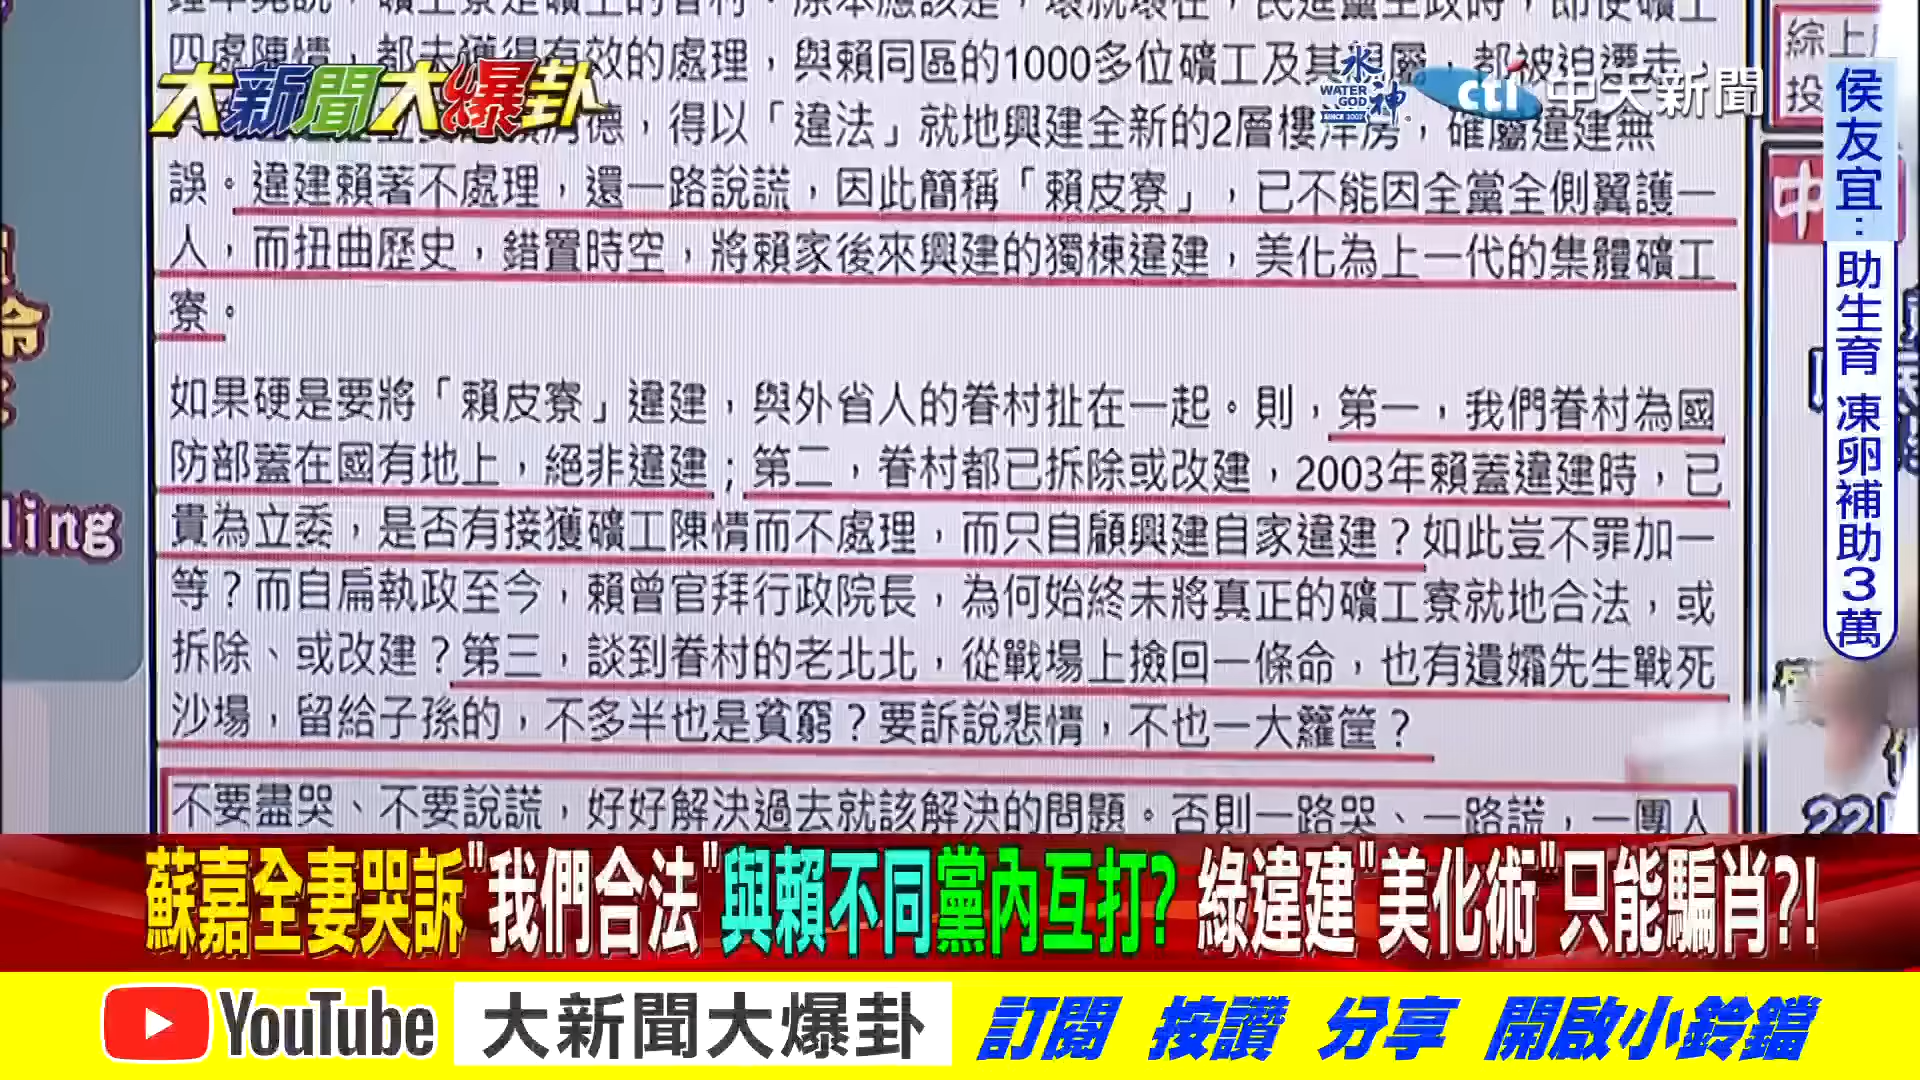 四處陳情，都未獲得有效的處理，與賴同區的1000多位礦工及其親屬，都被迫遷走，
大新聞大爆卦
水神
WATER GOD
SINCE 2007
cti 中天新聞
德，得以「違法」就地興建全新的2層樓洋房，確屬違建無
誤。違建賴著不處理，還一路說謊，因此簡稱「賴皮寮」，已不能因全黨全側翼護一
人，而扭曲歷史，錯置時空，將賴家後來興建的獨棟違建，美化為上一代的集體礦工
寮。
如果硬是要將「賴皮寮」違建，與外省人的眷村扯在一起。則，第一，我們眷村為國
防部蓋在國有地上，絕非違建；第二，眷村都已拆除或改建，2003年賴蓋違建時，已
貴為立委，是否有接獲礦工陳情而不處理，而只自顧興建自家違建？如此豈不罪加一
等？而自扁執政至今，賴曾官拜行政院長，為何始終未將真正的礦工寮就地合法，或
拆除、或改建？第三，談到眷村的老北北，從戰場上撿回一條命，也有遺孀先生戰死
沙場，留給子孫的，不多半也是貧窮？要訴說悲情，不也一大籮筐？
不要盡哭、不要說謊，好好解決過去就該解決的問題。否則一路哭、一路謊，一團人
ling
綜上
投
中
侯友宜：助生育 凍卵補助3萬
蘇嘉全妻哭訴"我們合法"與賴不同黨內互打? 綠違建"美化術"只能騙肖?!
YouTube 大新聞大爆卦 訂閱 按讚 分享 開啟小鈴鐺